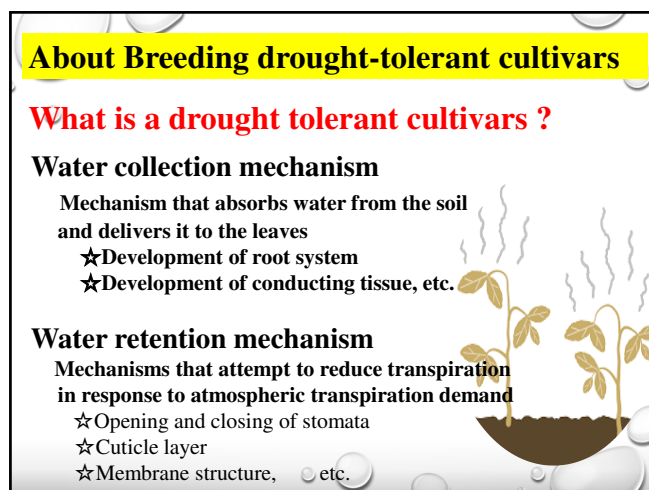 About Breeding drought-tolerant cultivars
What is a drought tolerant cultivars ?
Water collection mechanism
Mechanism that absorbs water from the soil
and delivers it to the leaves
☆Development of root system
☆Development of conducting tissue, etc.
Water retention mechanism
Mechanisms that attempt to reduce transpiration
in response to atmospheric transpiration demand
☆Opening and closing of stomata
☆Cuticle layer
☆Membrane structure, etc.